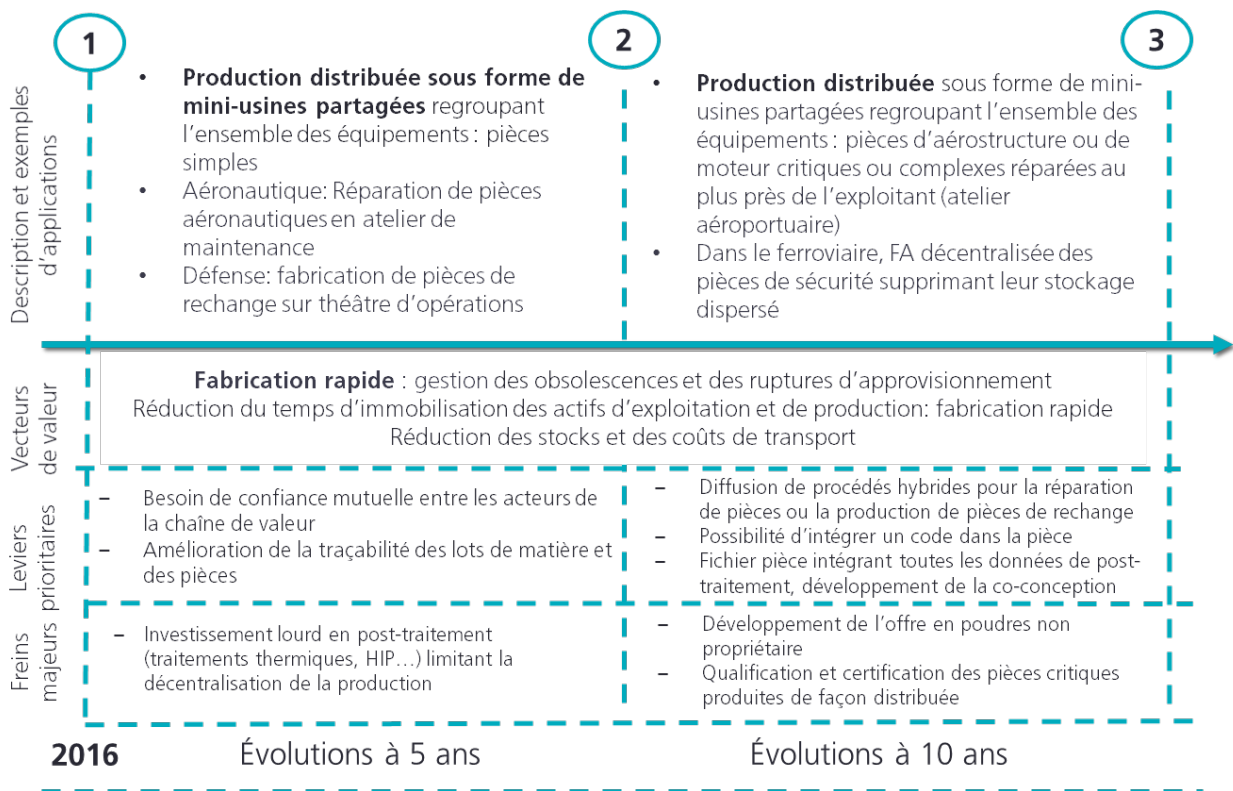 1
2
3
Description et exemples
d'applications
• Production distribuée sous forme de
mini-usines partagées regroupant
l'ensemble des équipements : pièces
simples
• Aéronautique: Réparation de pièces
aéronautiques en atelier de
maintenance
• Défense: fabrication de pièces de
rechange sur théâtre d'opérations
• Production distribuée sous forme de mini-
usines partagées regroupant l'ensemble des
équipements : pièces d'aérostructure ou de
moteur critiques ou complexes réparées au
plus près de l'exploitant (atelier
aéroportuaire)
• Dans le ferroviaire, FA décentralisée des
pièces de sécurité supprimant leur stockage
dispersé
Vecteurs
de valeur
Fabrication rapide : gestion des obsolescences et des ruptures d'approvisionnement
Réduction du temps d'immobilisation des actifs d'exploitation et de production: fabrication rapide
Réduction des stocks et des coûts de transport
Leviers
prioritaires
– Besoin de confiance mutuelle entre les acteurs de
la chaîne de valeur
– Amélioration de la traçabilité des lots de matière et
des pièces
– Diffusion de procédés hybrides pour la réparation
de pièces ou la production de pièces de rechange
– Possibilité d'intégrer un code dans la pièce
– Fichier pièce intégrant toutes les données de post-
traitement, développement de la co-conception
Freins
majeurs
– Investissement lourd en post-traitement
(traitements thermiques, HIP…) limitant la
décentralisation de la production
– Développement de l'offre en poudres non
propriétaire
– Qualification et certification des pièces critiques
produites de façon distribuée
2016
Évolutions à 5 ans
Évolutions à 10 ans